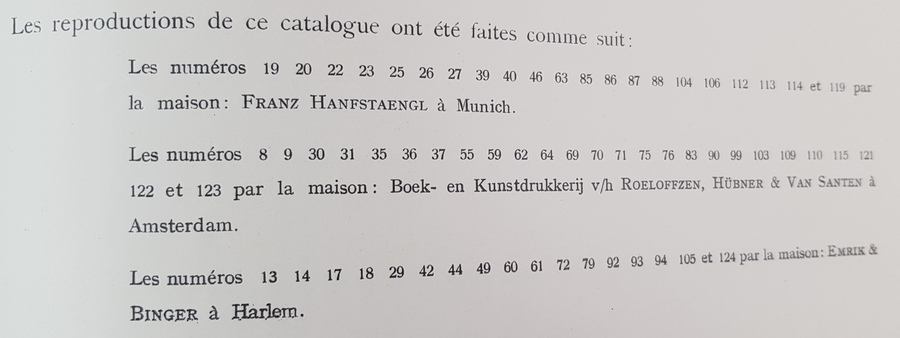 Les reproductions de ce catalogue ont été faites comme suit:
Les numéros 19 20 22 23 25 26 27 39 40 46 63 85 86 87 88 104 106 112 113 114 et 119 par
la maison: FRANZ HANFSTAENGL à Munich.
Les numéros 8 9 30 31 35 36 37 55 59 62 64 69 70 71 75 76 83 90 99 103 109 110 115 121
122 et 123 par la maison: Boek- en Kunstdrukkerij v/h ROELOFFZEN, HÜBNER & VAN SANTEN à
Amsterdam.
Les numéros 13 14 17 18 29 42 44 49 60 61 72 79 92 93 94 105 et 124 par la maison: EMRIK &
BINGER à Harlem.